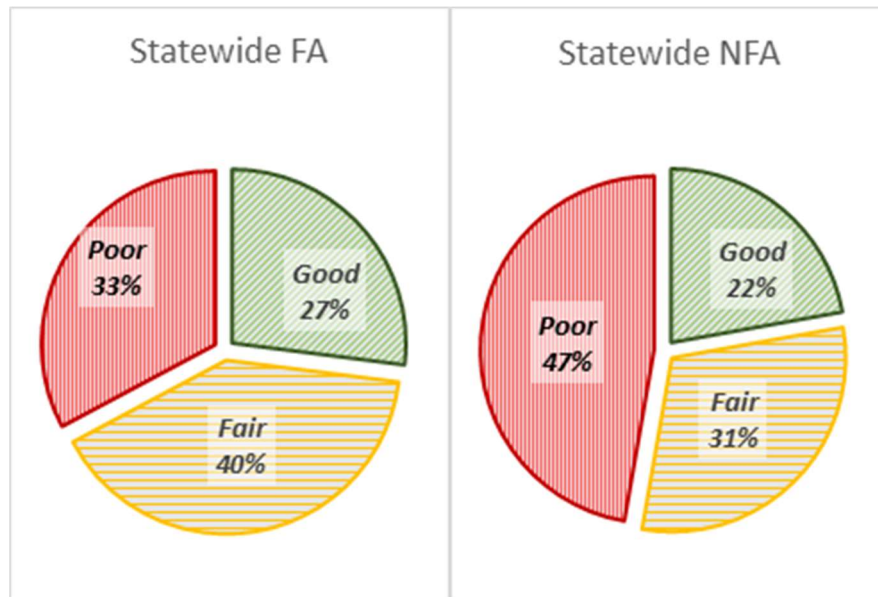 Statewide FA
Poor
33%
Good
27%
Fair
40%
Statewide NFA
Good
22%
Poor
47%
Fair
31%